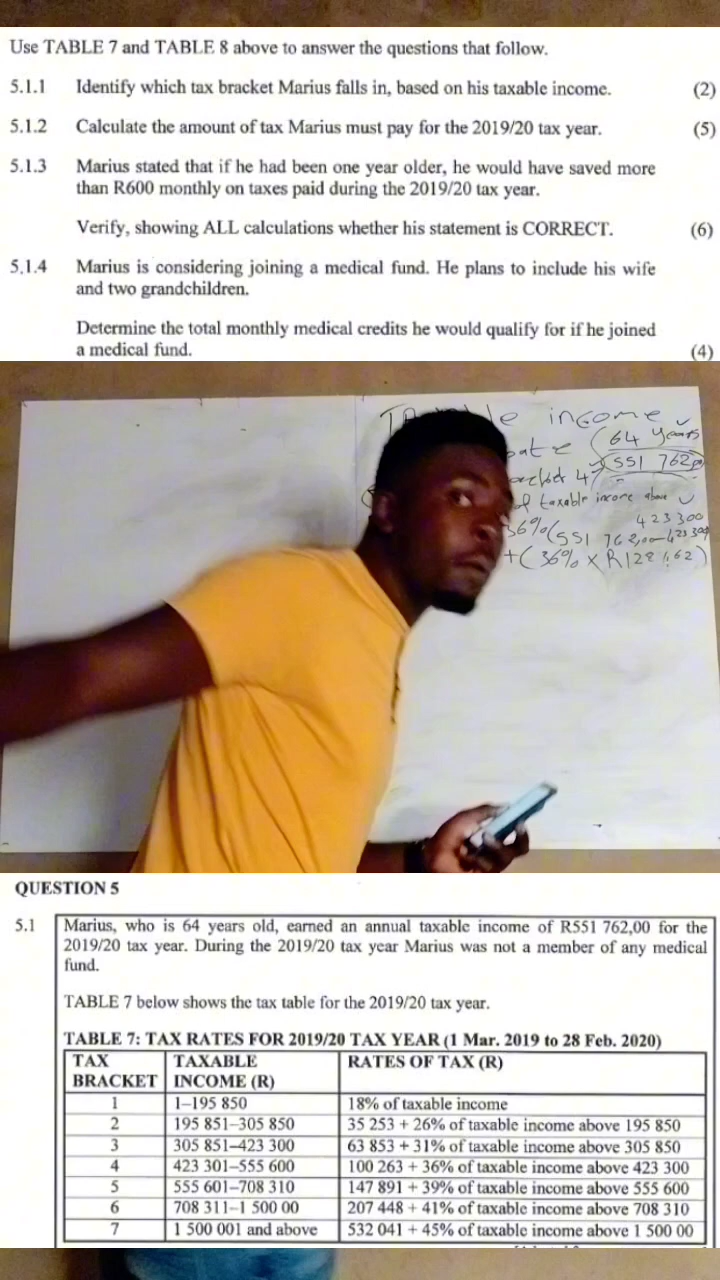 Use TABLE 7 and TABLE 8 above to answer the questions that follow.
5.1.1 Identify which tax bracket Marius falls in, based on his taxable income. (2)
5.1.2 Calculate the amount of tax Marius must pay for the 2019/20 tax year. (5)
5.1.3 Marius stated that if he had been one year older, he would have saved more
than R600 monthly on taxes paid during the 2019/20 tax year.
Verify, showing ALL calculations whether his statement is CORRECT. (6)
5.1.4 Marius is considering joining a medical fund. He plans to include his wife
and two grandchildren.
Determine the total monthly medical credits he would qualify for if he joined
a medical fund. (4)
income
64 years
551 762
4
of taxable income above
423 300
36% (551 762,00-423 300
+(36% x R128 462)
QUESTION 5
5.1 Marius, who is 64 years old, earned an annual taxable income of R551 762,00 for the
2019/20 tax year. During the 2019/20 tax year Marius was not a member of any medical
fund.
TABLE 7 below shows the tax table for the 2019/20 tax year.
TABLE 7: TAX RATES FOR 2019/20 TAX YEAR (1 Mar. 2019 to 28 Feb. 2020)
TAX BRACKET TAXABLE INCOME (R) RATES OF TAX (R)
1 1–195 850 18% of taxable income
2 195 851–305 850 35 253 + 26% of taxable income above 195 850
3 305 851–423 300 63 853 + 31% of taxable income above 305 850
4 423 301–555 600 100 263 + 36% of taxable income above 423 300
5 555 601–708 310 147 891 + 39% of taxable income above 555 600
6 708 311–1 500 00 207 448 + 41% of taxable income above 708 310
7 1 500 001 and above 532 041 + 45% of taxable income above 1 500 00